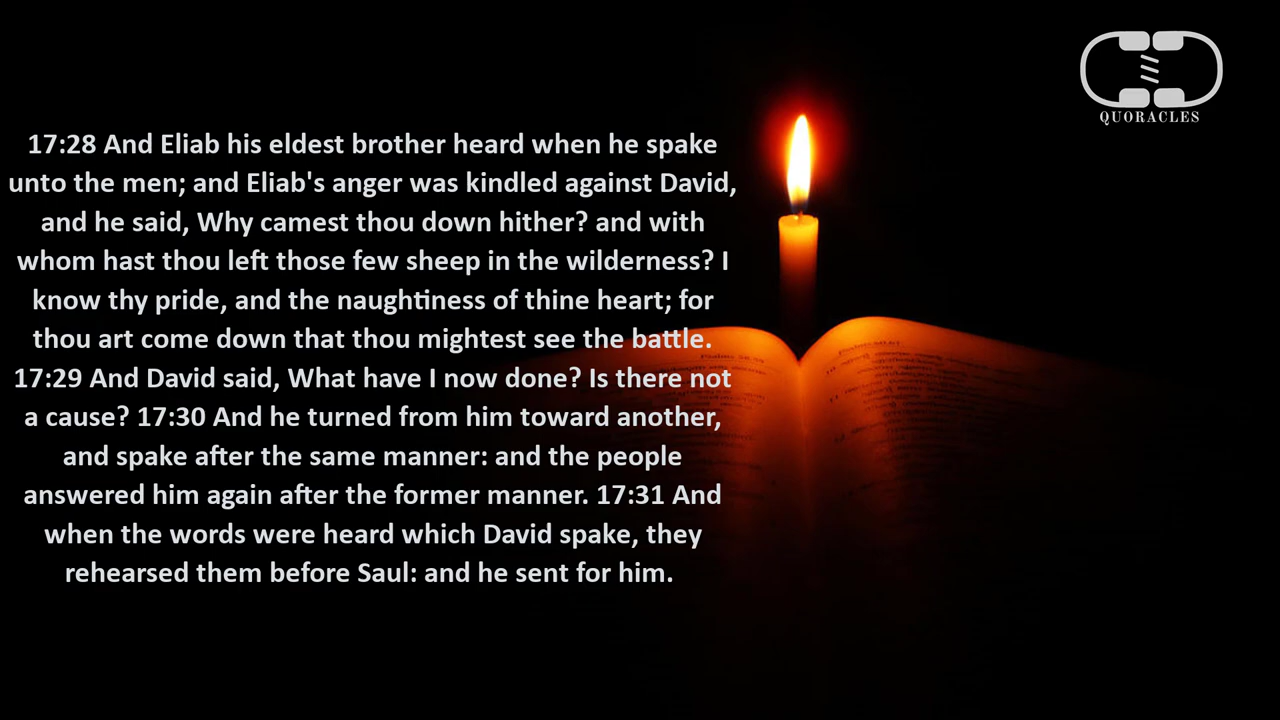 QUORACLES
17:28 And Eliab his eldest brother heard when he spake
unto the men; and Eliab's anger was kindled against David,
and he said, Why camest thou down hither? and with
whom hast thou left those few sheep in the wilderness? I
know thy pride, and the naughtiness of thine heart; for
thou art come down that thou mightest see the battle.
17:29 And David said, What have I now done? Is there not
a cause? 17:30 And he turned from him toward another,
and spake after the same manner: and the people
answered him again after the former manner. 17:31 And
when the words were heard which David spake, they
rehearsed them before Saul: and he sent for him.